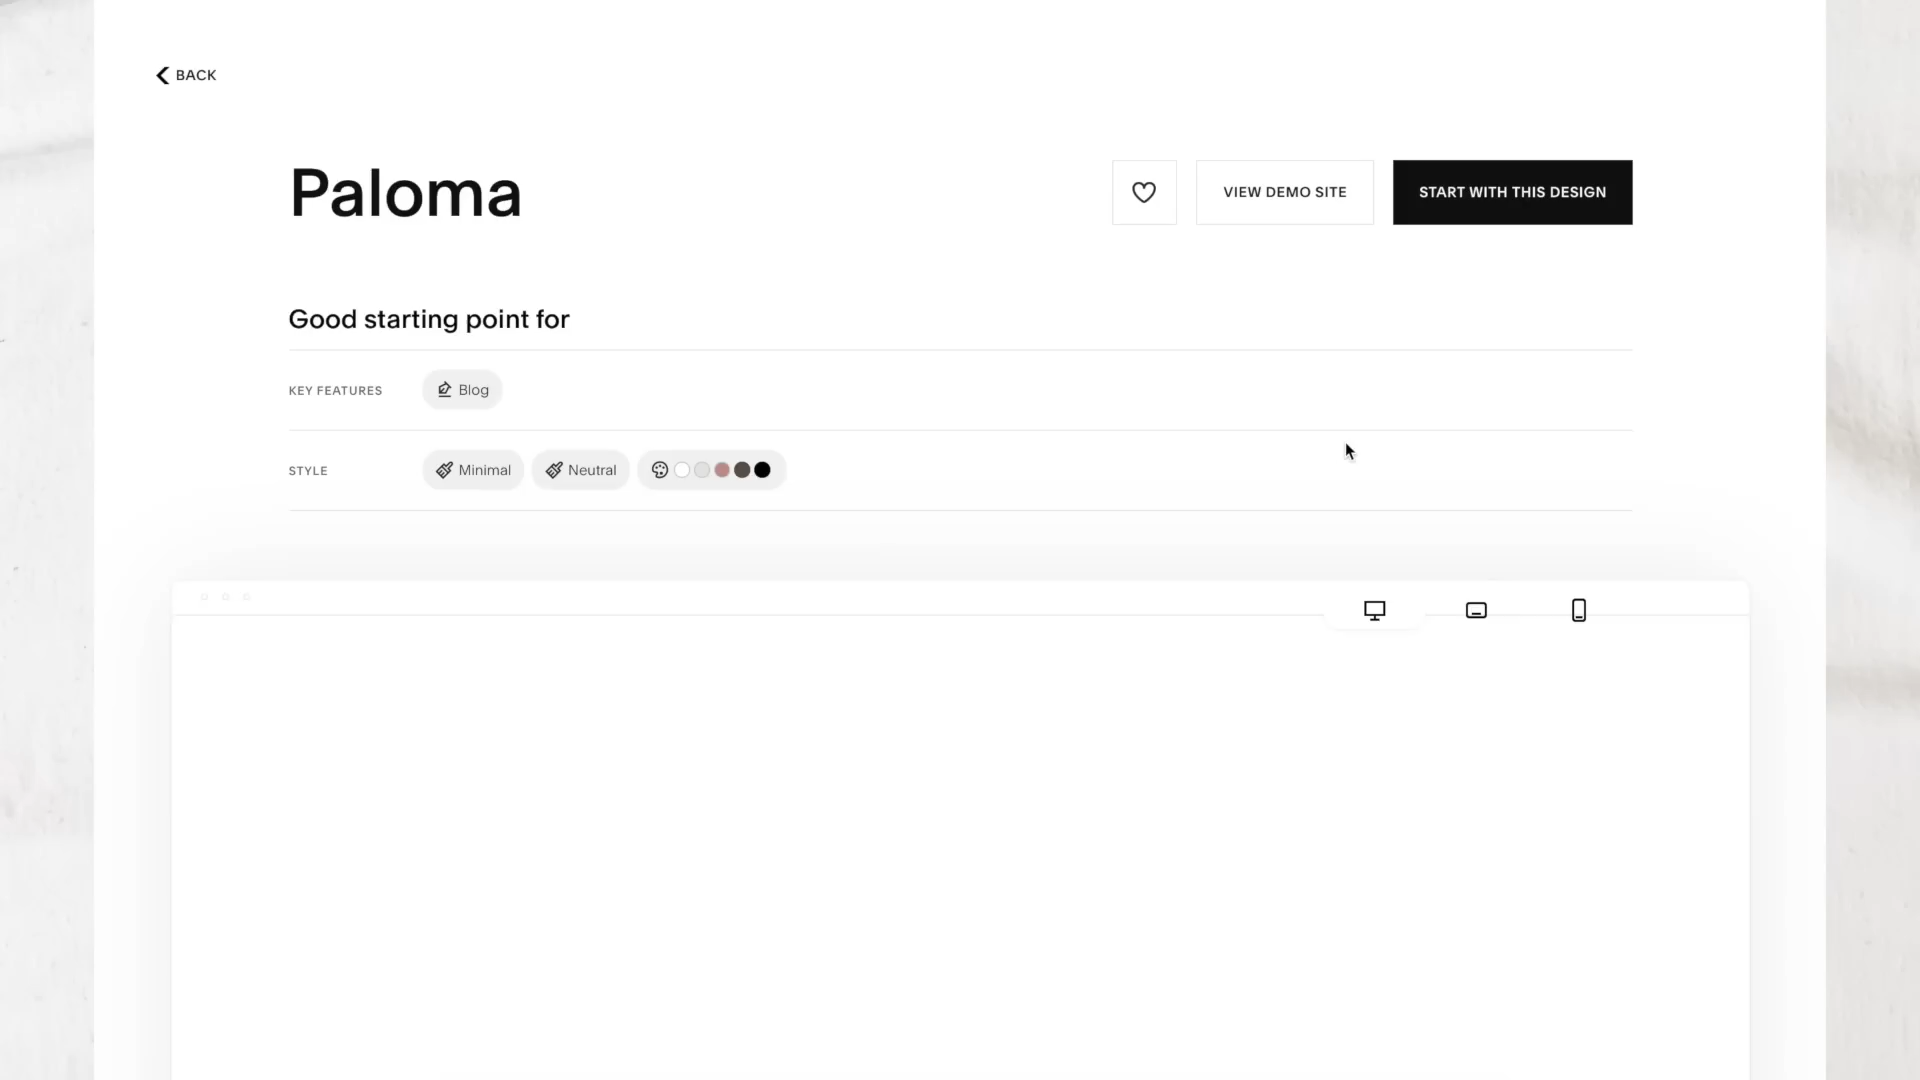 BACK
Paloma
VIEW DEMO SITE
START WITH THIS DESIGN
Good starting point for
KEY FEATURES
Blog
STYLE
Minimal
Neutral